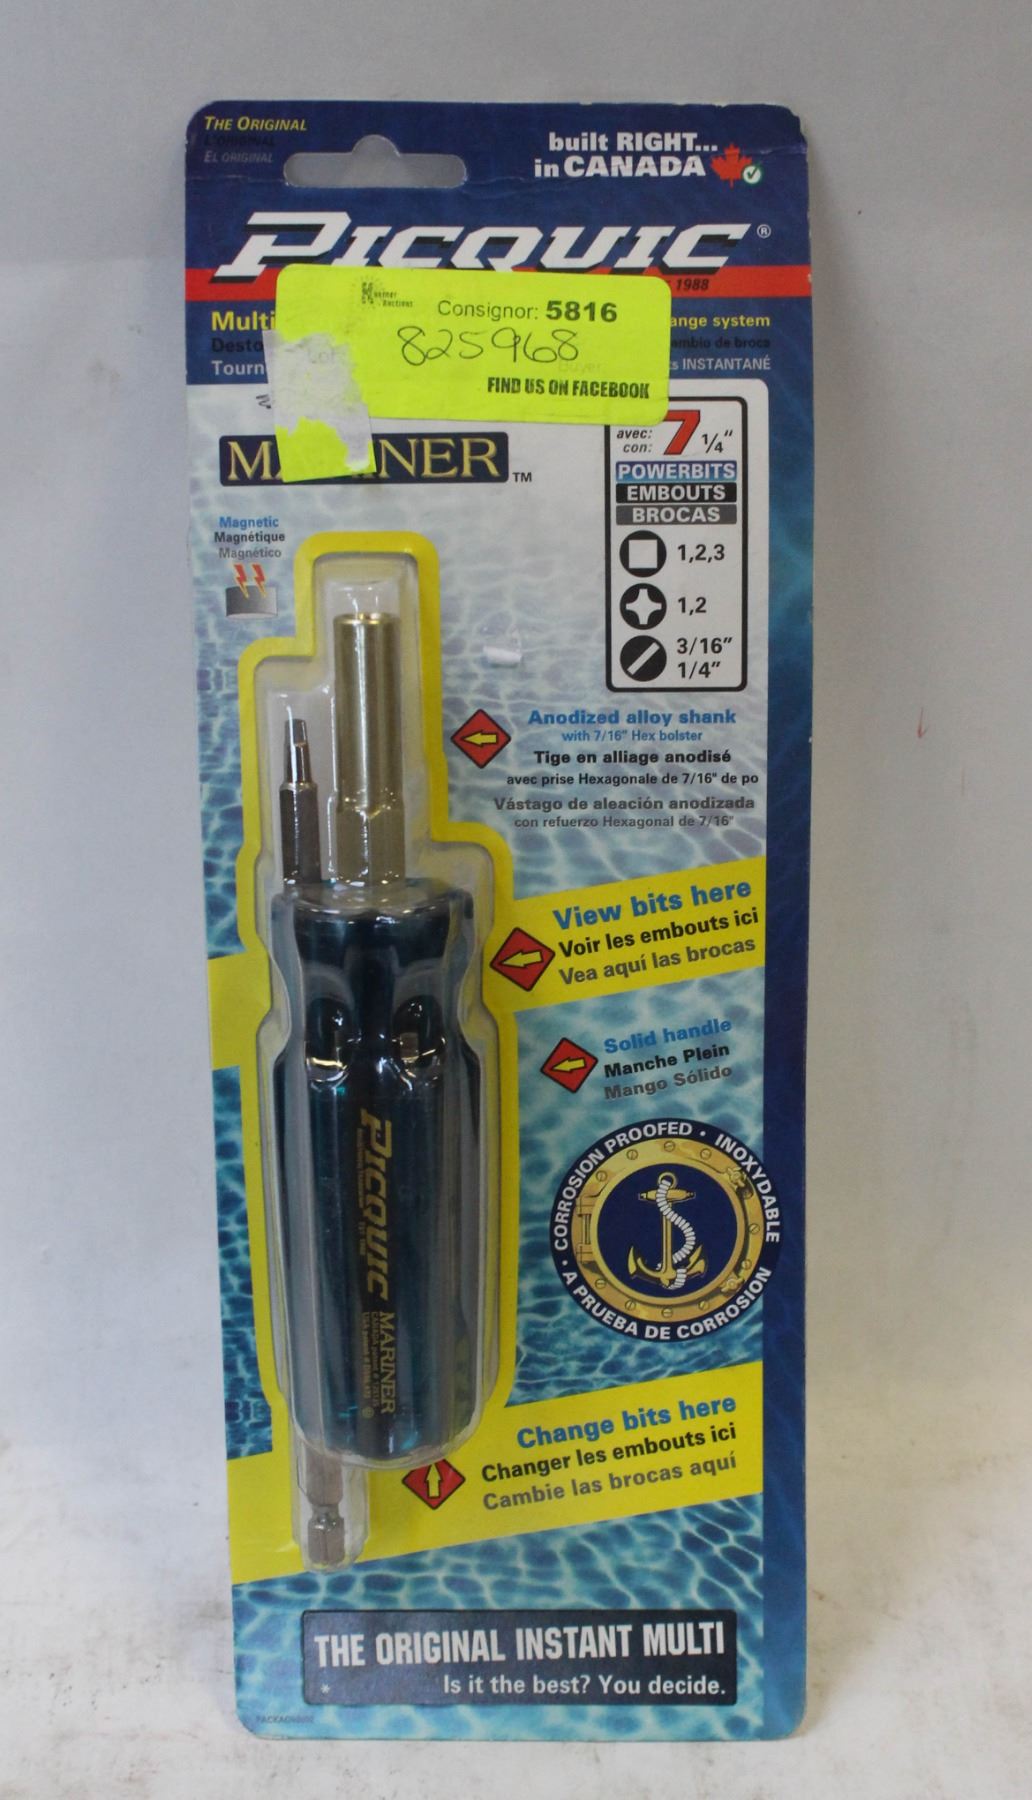 THE ORIGINAL
L'ORIGINAL
EL ORIGINAL
built RIGHT...
in CANADA
PICQUIC®
1988
Consignor: 5816
825968
Buyer
FIND US ON FACEBOOK
Multi
ange system
Desto
ambio de broca
Tourn
INSTANTANÉ
MA INER™
avec:
con:
7 1/4"
POWERBITS
EMBOUTS
BROCAS
1,2,3
1,2
3/16"
1/4"
Magnetic
Magnétique
Magnético
Anodized alloy shank
with 7/16" Hex bolster
Tige en alliage anodisé
avec prise Hexagonale de 7/16" de po
Vástago de aleación anodizada
con refuerzo Hexagonal de 7/16"
View bits here
Voir les embouts ici
Vea aquí las brocas
Solid handle
Manche Plein
Mango Sólido
CORROSION PROOFED • INOXYDABLE • A PRUEBA DE CORROSION
PICQUIC
MARINER
Change bits here
Changer les embouts ici
Cambie las brocas aquí
THE ORIGINAL INSTANT MULTI
* Is it the best? You decide.